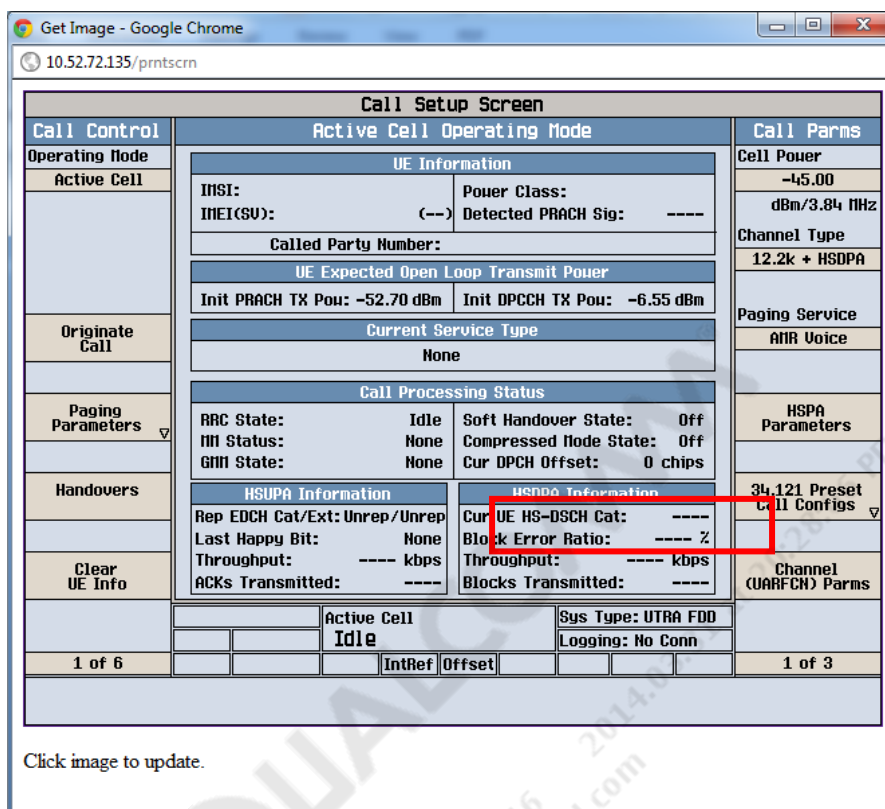 Get Image - Google Chrome
10.52.72.135/prntscrn
Call Setup Screen
Call Control
Active Cell Operating Mode
Call Parms
Operating Mode
Active Cell
Originate
Call
Paging
Parameters
Handovers
Clear
UE Info
1 of 6
UE Information
IMSI:
IMEI(SV): (--)
Power Class:
Detected PRACH Sig: ----
Called Party Number:
UE Expected Open Loop Transmit Power
Init PRACH TX Pow: -52.70 dBm
Init DPCCH TX Pow: -6.55 dBm
Current Service Type
None
Call Processing Status
RRC State: Idle
MM Status: None
GMM State: None
Soft Handover State: Off
Compressed Mode State: Off
Cur DPCH Offset: 0 chips
HSUPA Information
Rep EDCH Cat/Ext: Unrep/Unrep
Last Happy Bit: None
Throughput: ---- kbps
ACKs Transmitted: ----
HSDPA Information
Cur UE HS-DSCH Cat: ----
Block Error Ratio: ---- %
Throughput: ---- kbps
Blocks Transmitted: ----
Active Cell
Idle
Sys Type: UTRA FDD
Logging: No Conn
IntRef
Offset
Cell Power
-45.00
dBm/3.84 MHz
Channel Type
12.2k + HSDPA
Paging Service
AMR Voice
HSPA
Parameters
34.121 Preset
Call Configs
Channel
(UARFCN) Parms
1 of 3
Click image to update.
QUALCOMM